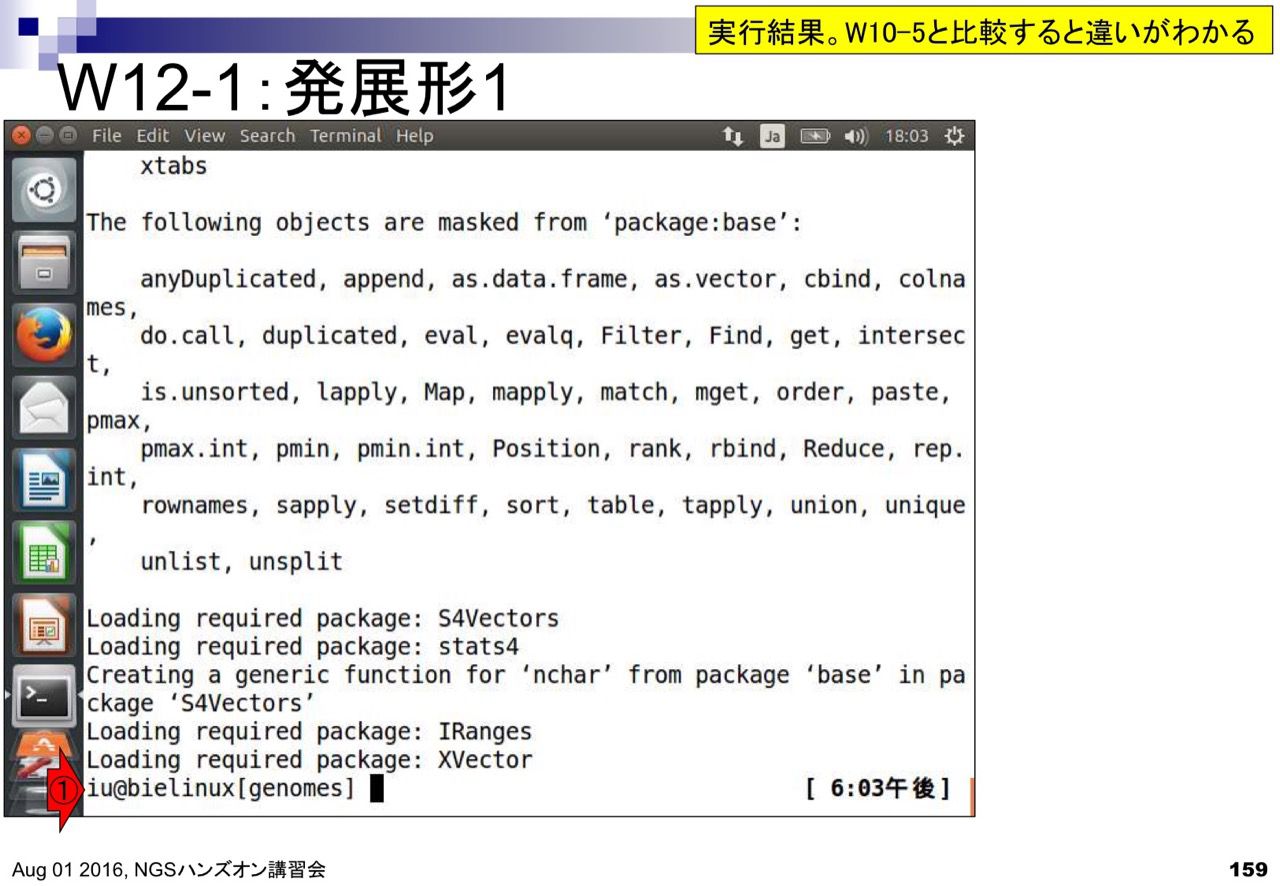 実行結果。W10-5と比較すると違いがわかる
W12-1:発展形1
File Edit View Search Terminal Help
Ja
18:03
xtabs
The following objects are masked from ‘package:base’:
anyDuplicated, append, as.data.frame, as.vector, cbind, colna
mes,
do.call, duplicated, eval, evalq, Filter, Find, get, intersec
t,
is.unsorted, lapply, Map, mapply, match, mget, order, paste,
pmax,
pmax.int, pmin, pmin.int, Position, rank, rbind, Reduce, rep.
int,
rownames, sapply, setdiff, sort, table, tapply, union, unique
,
unlist, unsplit
Loading required package: S4Vectors
Loading required package: stats4
Creating a generic function for ‘nchar’ from package ‘base’ in pa
ckage ‘S4Vectors’
Loading required package: IRanges
Loading required package: XVector
①
iu@bielinux[genomes]
[ 6:03午後]
Aug 01 2016, NGSハンズオン講習会
159